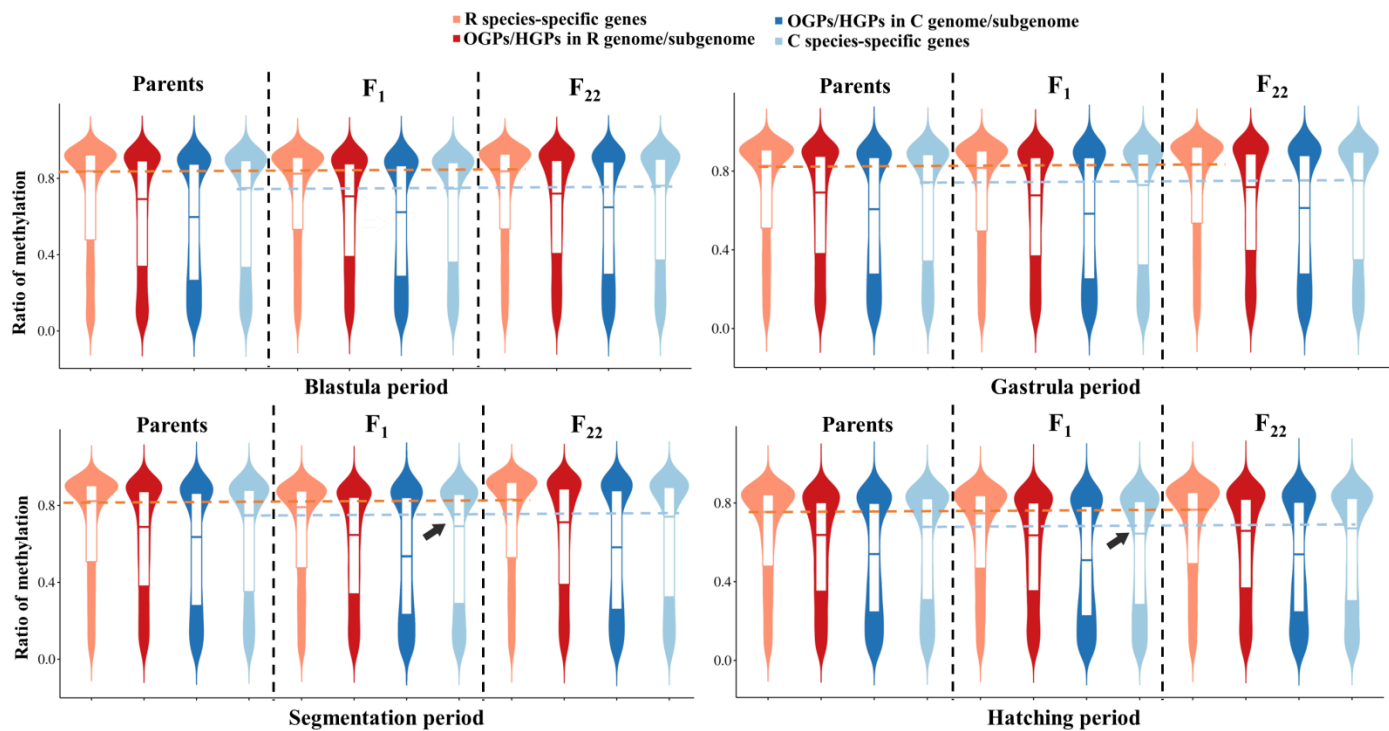 R species-specific genes
OGPs/HGPs in C genome/subgenome
OGPs/HGPs in R genome/subgenome
C species-specific genes
Parents
F₁
F₂₂
Ratio of methylation
0.8
0.4
0.0
Blastula period
Parents
F₁
F₂₂
0.8
0.4
0.0
Gastrula period
Parents
F₁
F₂₂
Ratio of methylation
0.8
0.4
0.0
Segmentation period
Parents
F₁
F₂₂
0.8
0.4
0.0
Hatching period